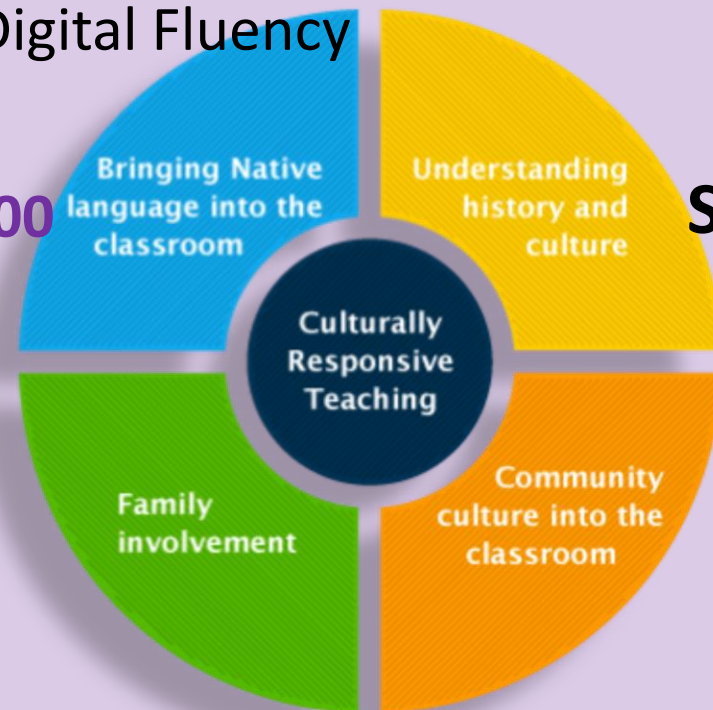 Digital Fluency
Bringing Native
language into the
classroom
00
Understanding
history and
culture
S
Culturally
Responsive
Teaching
Family
involvement
Community
culture into the
classroom